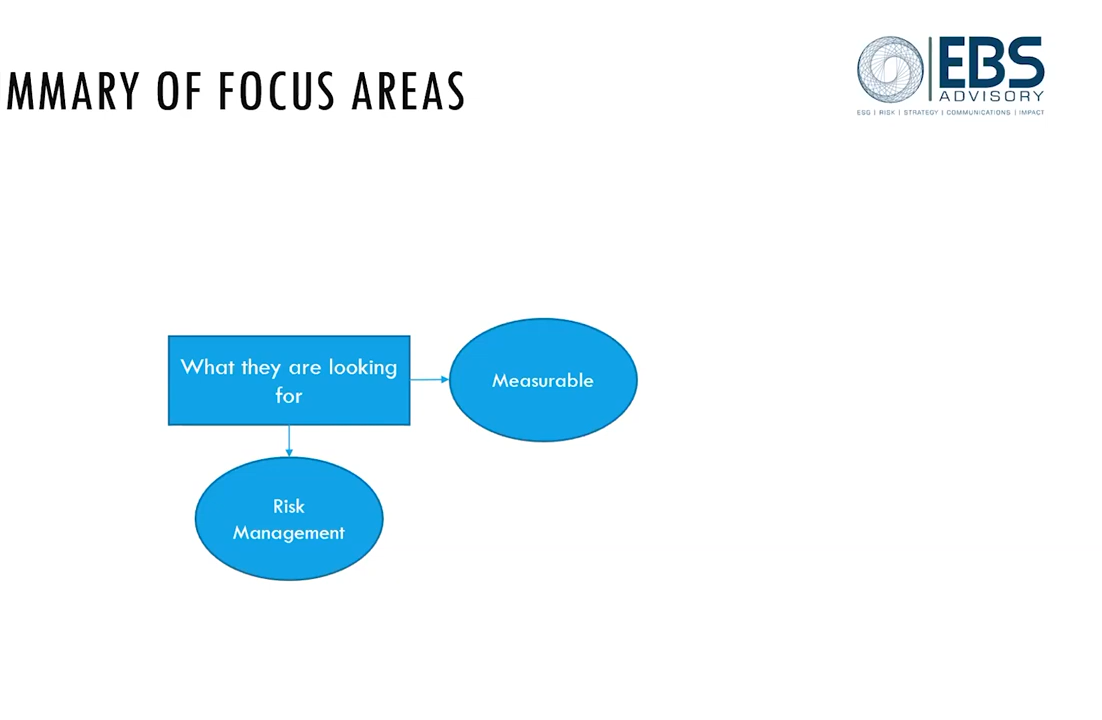 MMARY OF FOCUS AREAS
EBS
ADVISORY
ESG | RISK | STRATEGY | COMMUNICATIONS | IMPACT
What they are looking
for
Measurable
Risk
Management